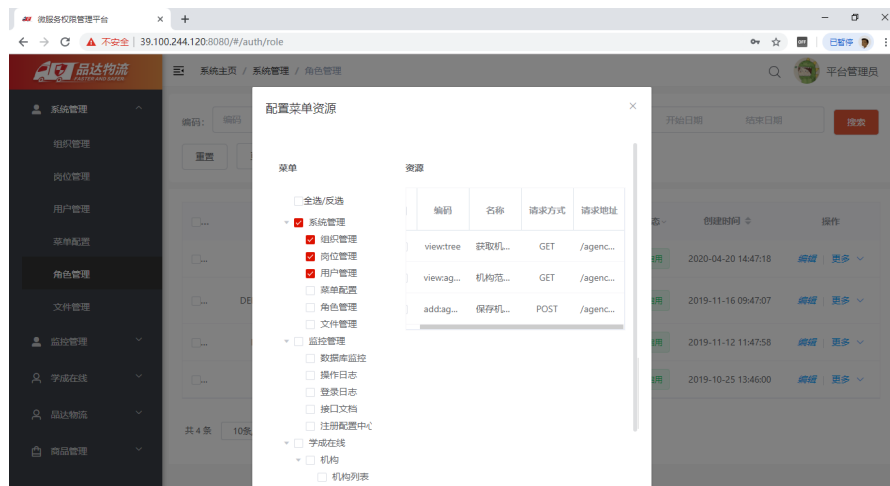 微服务权限管理平台
不安全 39.100.244.120:8080/#/auth/role
已暂停
品达物流
FASTER AND SAFER
系统主页 / 系统管理 / 角色管理
平台管理员
系统管理
组织管理
岗位管理
用户管理
菜单配置
角色管理
文件管理
监控管理
学成在线
品达物流
商品管理
编码: 编码
开始日期 结束日期 搜索
重置
配置菜单资源
菜单
全选/反选
系统管理
组织管理
岗位管理
用户管理
菜单配置
角色管理
文件管理
监控管理
数据库监控
操作日志
登录日志
接口文档
注册配置中心
学成在线
机构
机构列表
资源
编码 名称 请求方式 请求地址
view:tree 获取机... GET /agenc...
view:ag... 机构范... GET /agenc...
add:ag... 保存机... POST /agenc...
创建时间 操作
2020-04-20 14:47:18 编辑 更多
2019-11-16 09:47:07 编辑 更多
2019-11-12 11:47:58 编辑 更多
2019-10-25 13:46:00 编辑 更多
共 4 条